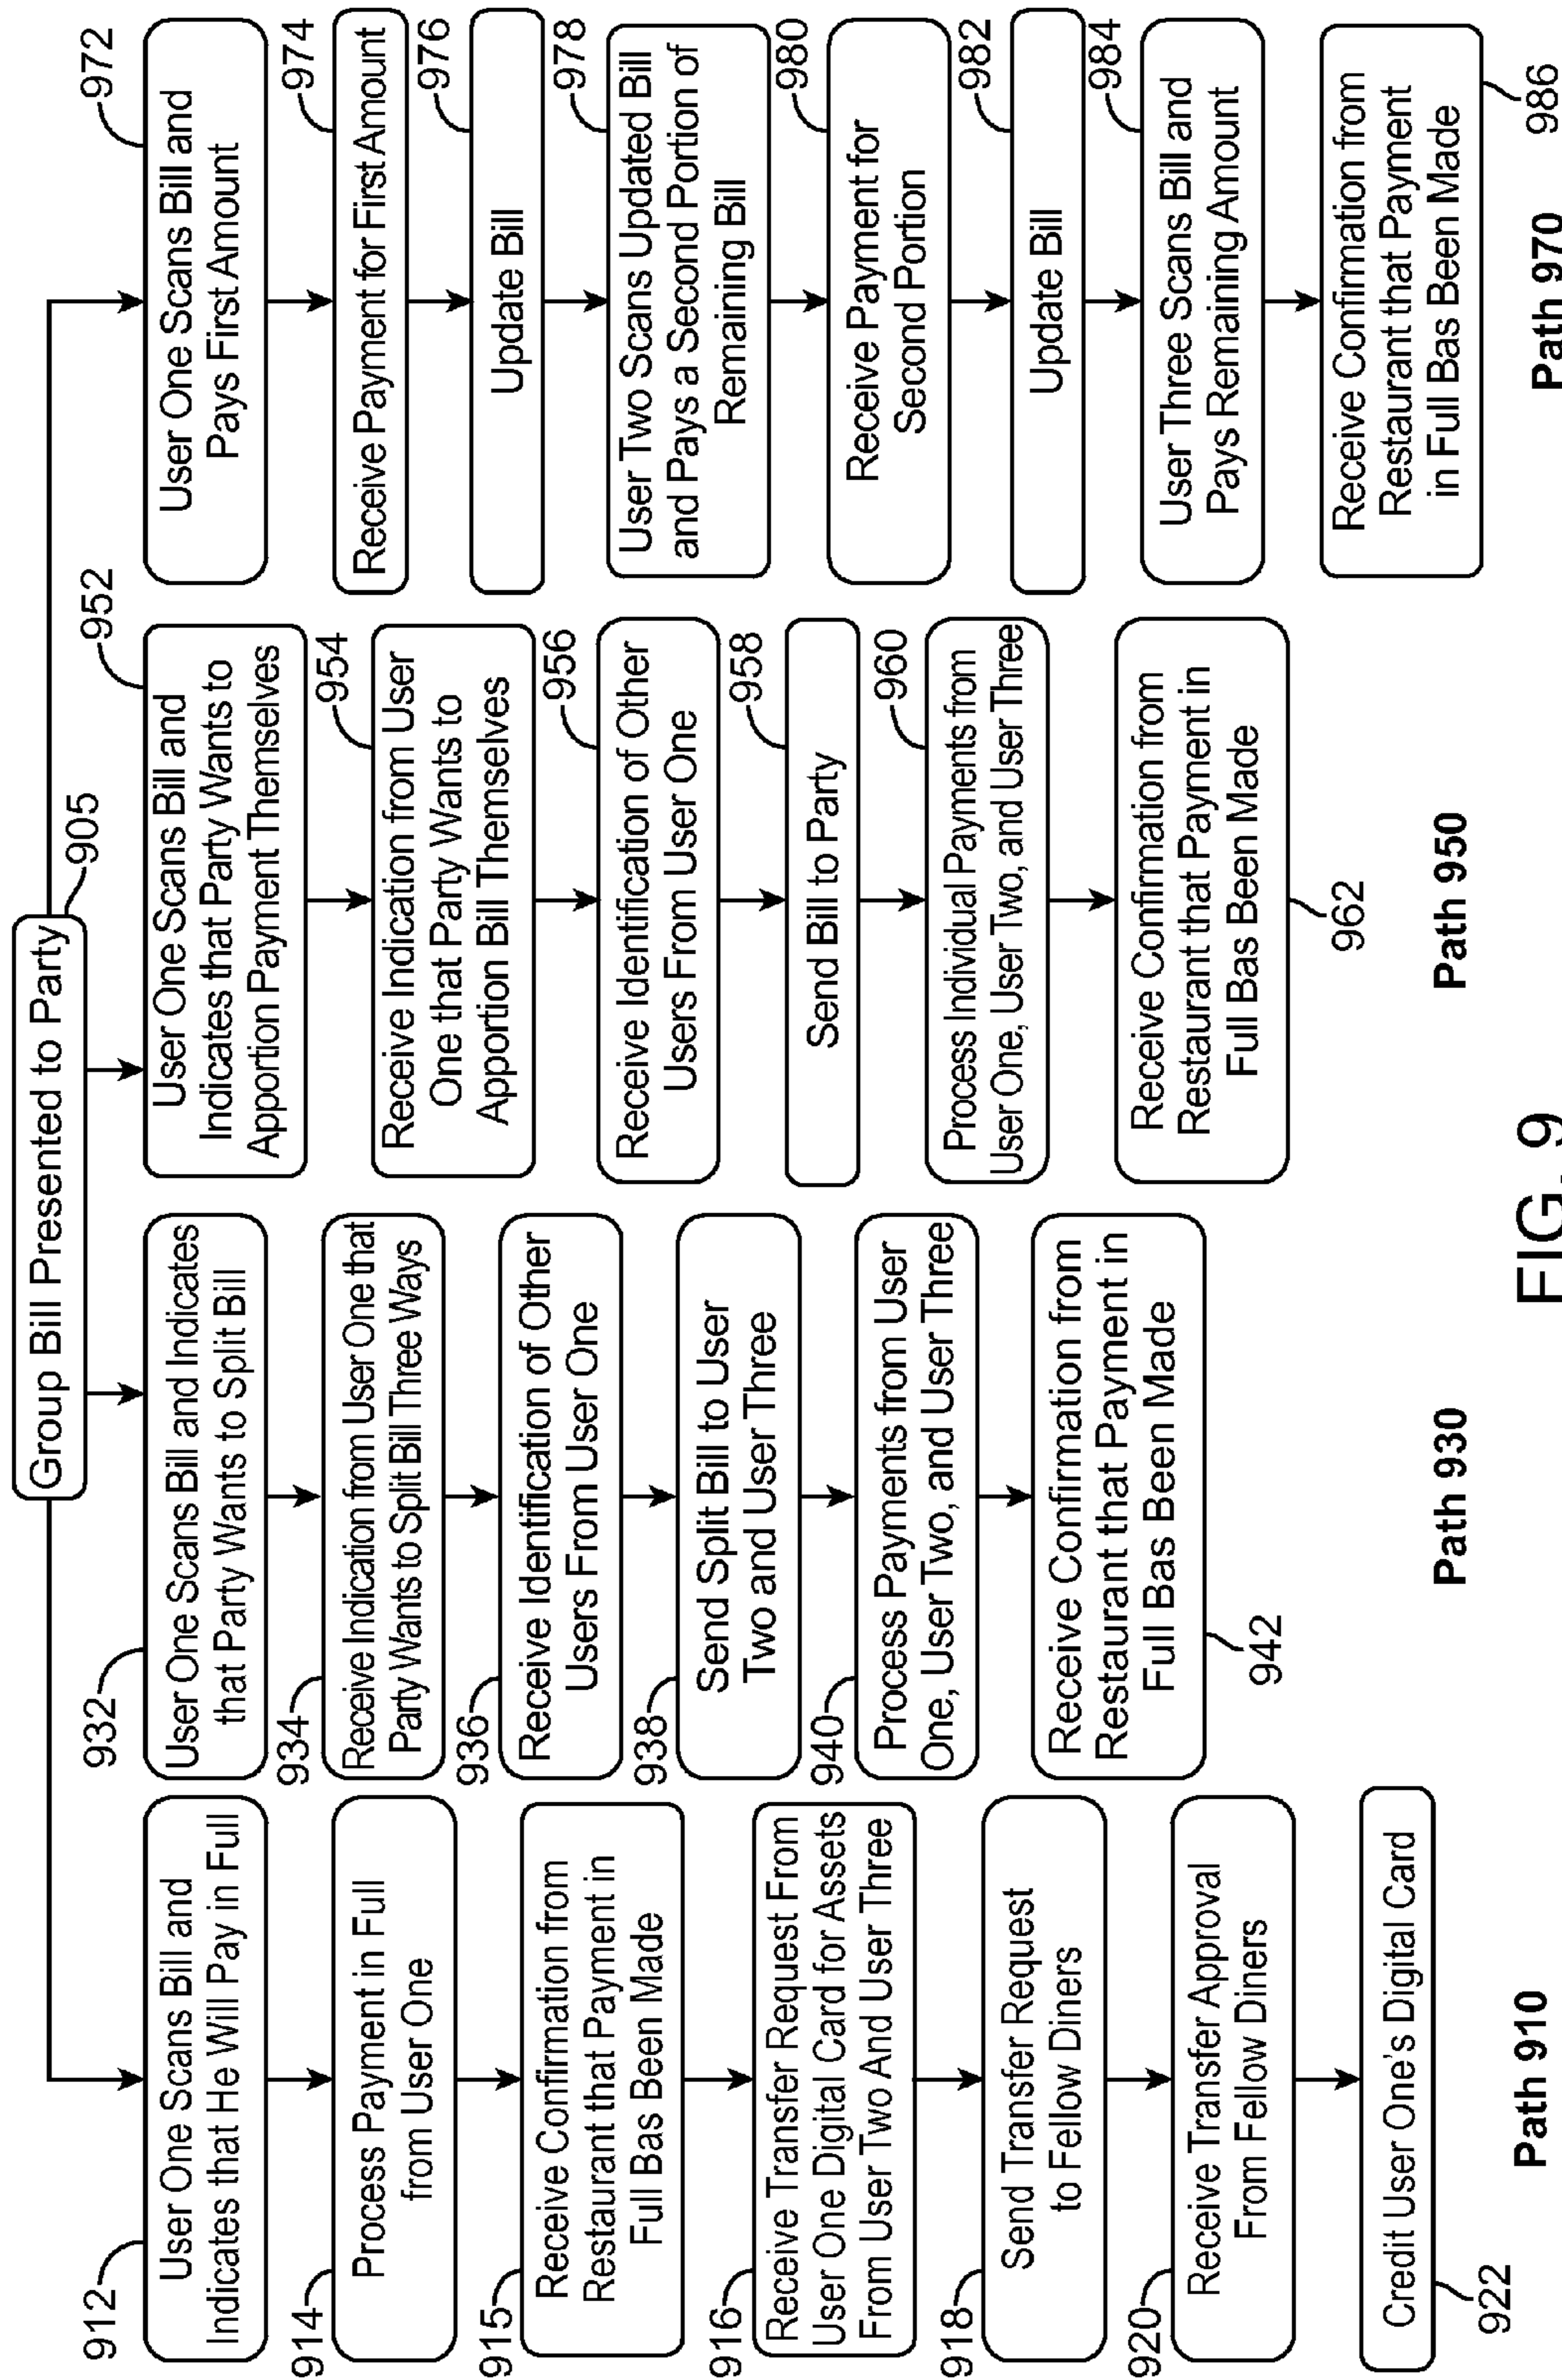 Group Bill Presented to Party
905
912
User One Scans Bill and
Indicates that He Will Pay in Full
914
Process Payment in Full
from User One
915
Receive Confirmation from
Restaurant that Payment in
Full Bas Been Made
916
Receive Transfer Request From
User One Digital Card for Assets
From User Two And User Three
918
Send Transfer Request
to Fellow Diners
920
Receive Transfer Approval
From Fellow Diners
Credit User One's Digital Card
922
Path 910
932
User One Scans Bill and Indicates
that Party Wants to Split Bill
934
Receive Indication from User One that
Party Wants to Split Bill Three Ways
936
Receive Identification of Other
Users From User One
938
Send Split Bill to User
Two and User Three
940
Process Payments from User
One, User Two, and User Three
Receive Confirmation from
Restaurant that Payment in
Full Bas Been Made
942
Path 930
952
User One Scans Bill and
Indicates that Party Wants to
Apportion Payment Themselves
954
Receive Indication from User
One that Party Wants to
Apportion Bill Themselves
956
Receive Identification of Other
Users From User One
958
Send Bill to Party
960
Process Individual Payments from
User One, User Two, and User Three
Receive Confirmation from
Restaurant that Payment in
Full Bas Been Made
962
Path 950
972
User One Scans Bill and
Pays First Amount
974
Receive Payment for First Amount
976
Update Bill
978
User Two Scans Updated Bill
and Pays a Second Portion of
Remaining Bill
980
Receive Payment for
Second Portion
982
Update Bill
984
User Three Scans Bill and
Pays Remaining Amount
Receive Confirmation from
Restaurant that Payment
in Full Bas Been Made
986
Path 970
FIG. 9